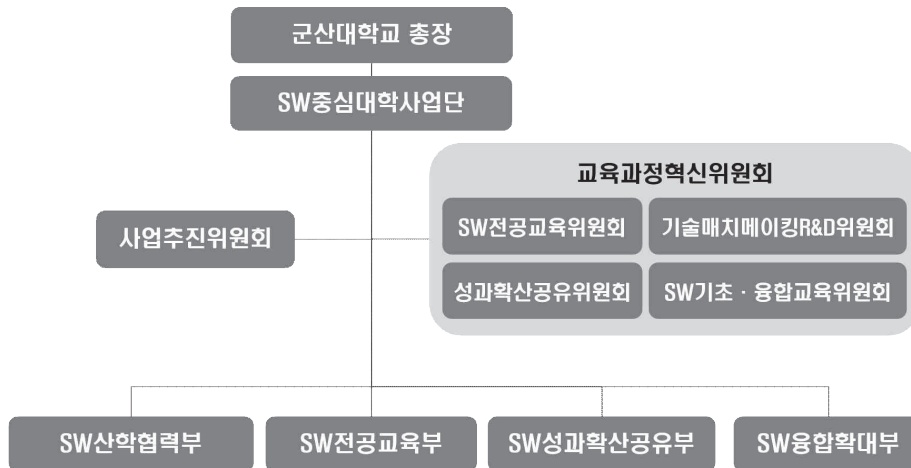 군산대학교 총장
SW중심대학사업단
교육과정혁신위원회
사업추진위원회
SW전공교육위원회
기술매치메이킹R&D위원회
성과확산공유위원회
SW기초 · 융합교육위원회
SW산학협력부
SW전공교육부
SW성과확산공유부
SW융합확대부